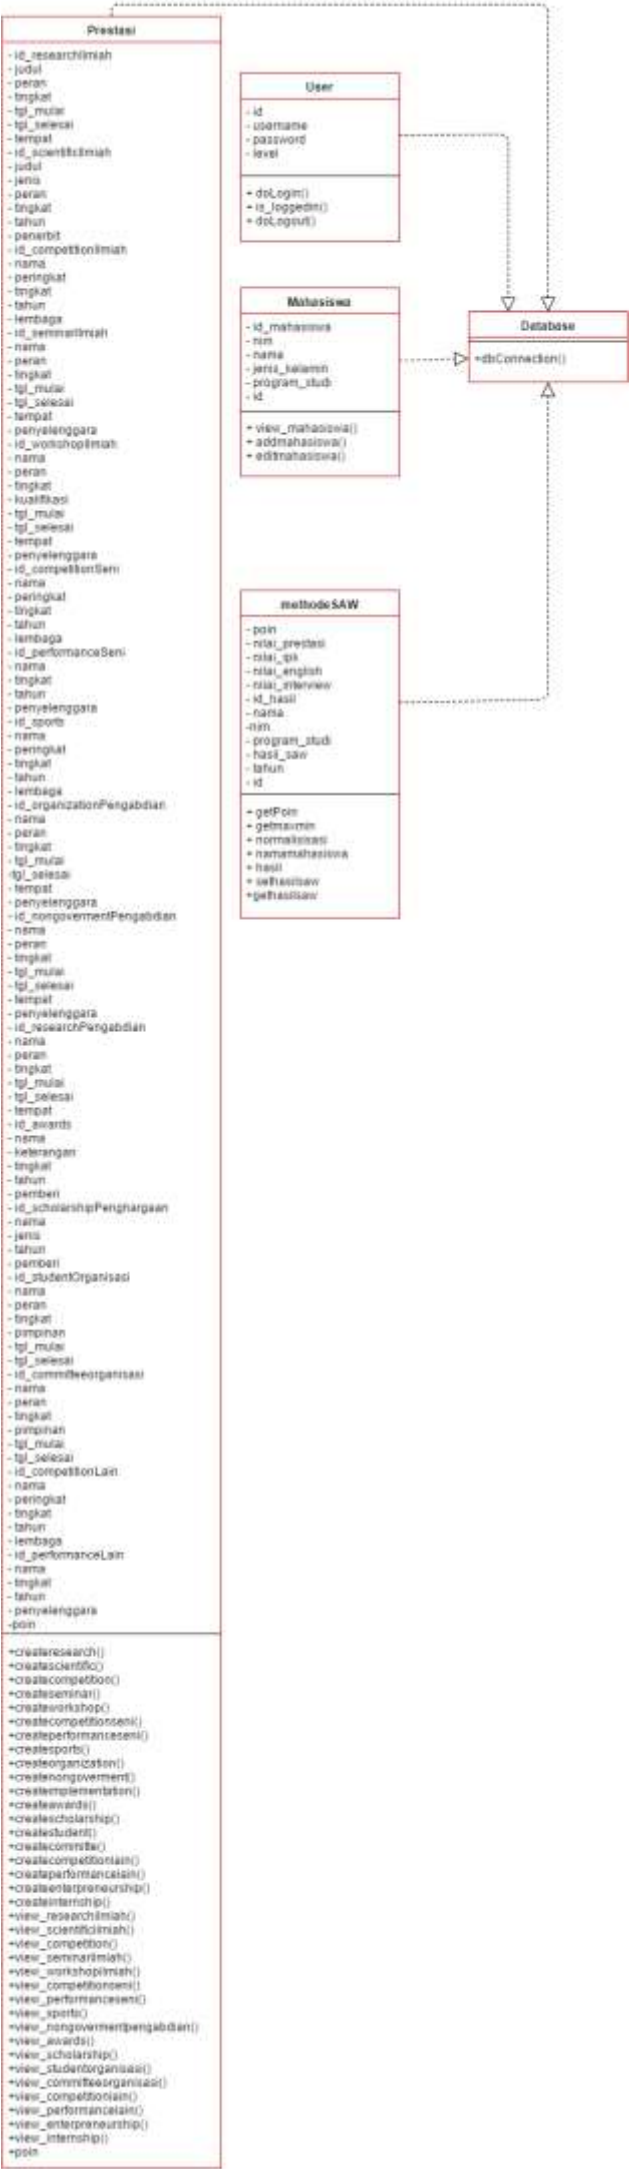 Prestasi
- id_researchIlmiah
- judul
- peran
- tingkat
- tgl_mulai
- tgl_selesai
- tempat
- id_scientificIlmiah
- judul
- jenis
- peran
- tingkat
- tahun
- penerbit
- id_competitionIlmiah
- nama
- peringkat
- tingkat
- tahun
- lembaga
- id_seminarIlmiah
- nama
- peran
- tingkat
- tgl_mulai
- tgl_selesai
- tempat
- penyelenggara
- id_workshopIlmiah
- nama
- peran
- tingkat
- kualifikasi
- tgl_mulai
- tgl_selesai
- tempat
- penyelenggara
- id_competitionSeni
- nama
- peringkat
- tingkat
- tahun
- lembaga
- id_performanceSeni
- nama
- tingkat
- tahun
- penyelenggara
- id_sports
- nama
- peringkat
- tingkat
- tahun
- lembaga
- id_organizationPengabdian
- nama
- peran
- tingkat
- tgl_mulai
-tgl_selesai
- tempat
- penyelenggara
- id_nongovermentPengabdian
- nama
- peran
- tingkat
- tgl_mulai
- tgl_selesai
- tempat
- penyelenggara
- id_researchPengabdian
- nama
- peran
- tingkat
- tgl_mulai
- tgl_selesai
- tempat
- id_awards
- nama
- keterangan
- tingkat
- tahun
- pemberi
- id_scholarshipPenghargaan
- nama
- jenis
- tahun
- pemberi
- id_studentOrganisasi
- nama
- peran
- tingkat
- pimpinan
- tgl_mulai
- tgl_selesai
- id_committeeorganisasi
- nama
- peran
- tingkat
- pimpinan
- tgl_mulai
- tgl_selesai
- id_competitionLain
- nama
- peringkat
- tingkat
- tahun
- lembaga
- id_performanceLain
- nama
- tingkat
- tahun
- penyelenggara
-poin
+createresearch()
+createscientific()
+createcompetition()
+createseminar()
+createworkshop()
+createcompetitionseni()
+createperformanceseni()
+createsports()
+createorganization()
+createnongoverment()
+createimplementation()
+createawards()
+createscholarship()
+createstudent()
+createcommitte()
+createcompetitionlain()
+createperformancelain()
+createenterpreneurship()
+createinternship()
+view_researchilmiah()
+view_scientificilmiah()
+view_competition()
+view_seminarilmiah()
+view_workshopilmiah()
+view_competitionseni()
+view_performanceseni()
+view_sports()
+view_nongovermentpengabdian()
+view_awards()
+view_scholarship()
+view_studentorganisasi()
+view_committeeorganisasi()
+view_competitionlain()
+view_performancelain()
+view_enterpreneurship()
+view_internship()
+poin
User
- id
- username
- password
- level
+ doLogin()
+ is_loggedin()
+ doLogout()
Mahasiswa
- id_mahasiswa
- nim
- nama
- jenis_kelamin
- program_studi
- id
+ view_mahasiswa()
+ addmahasiswa()
+ editmahasiswa()
Database
+dbConnection()
methodeSAW
- poin
- nilai_prestasi
- nilai_ipk
- nilai_english
- nilai_interview
- id_hasil
- nama
-nim
- program_studi
- hasil_saw
- tahun
- id
+ getPoin
+ getmaxmin
+ normalisisasi
+ namamahasiswa
+ hasil
+ sethasilsaw
+gethasilsaw